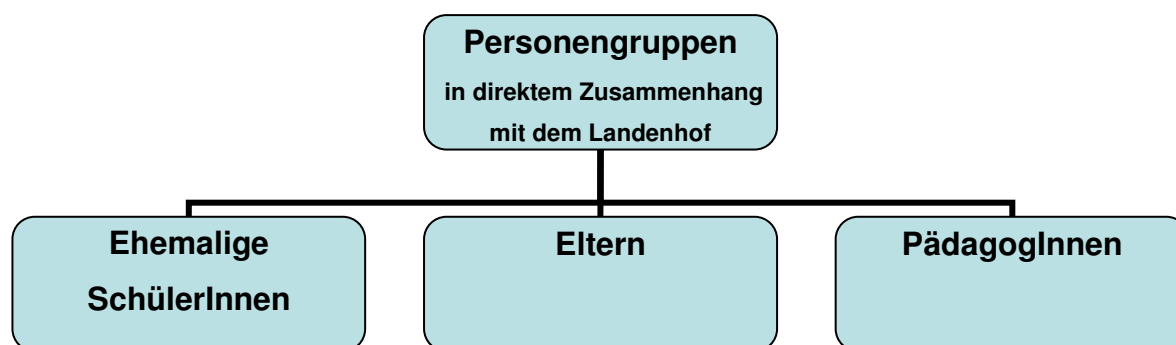 Personengruppen
in direktem Zusammenhang
mit dem Landenhof
Ehemalige
SchülerInnen
Eltern
PädagogInnen